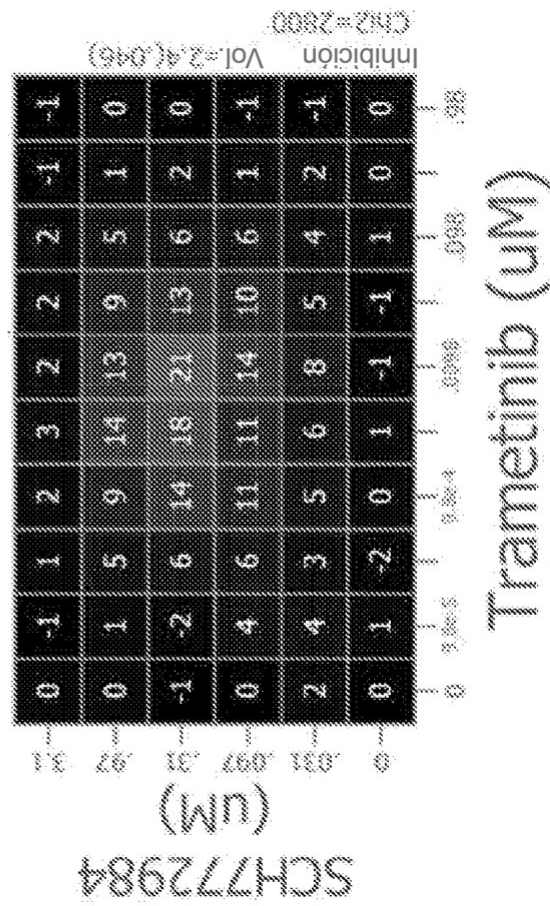 SCH772984
(uM)
3.1 0 -1 1 2 3 2 2 2 -1 -1
.97 0 1 5 9 14 13 9 5 1 0
.31 -1 -2 6 14 18 21 13 6 2 0
.097 0 4 6 11 11 14 10 6 1 -1
.031 2 4 3 5 6 8 5 4 2 -1
0 0 1 -2 0 1 -1 -1 1 0 0
0 9.8e-5 9.8e-4 .0098 .098 .98
Trametinib (uM)
Inhibición Vol.=2.4(.046)
Chi2=2800